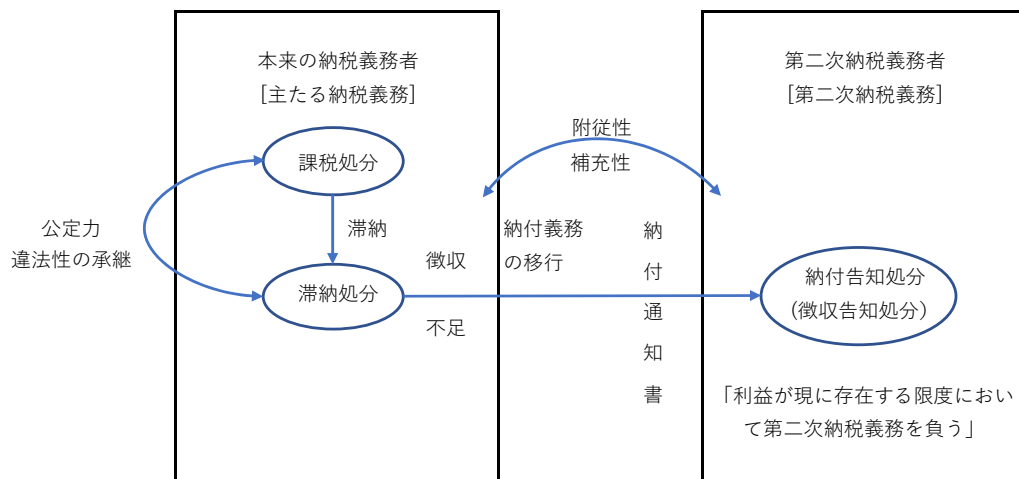 本来の納税義務者
[主たる納税義務]
課税処分
滞納
滞納処分
公定力
違法性の承継
徴収
不足
附従性
補充性
納付義務
の移行
納付通知書
第二次納税義務者
[第二次納税義務]
納付告知処分
(徴収告知処分)
「利益が現に存在する限度におい
て第二次納税義務を負う」